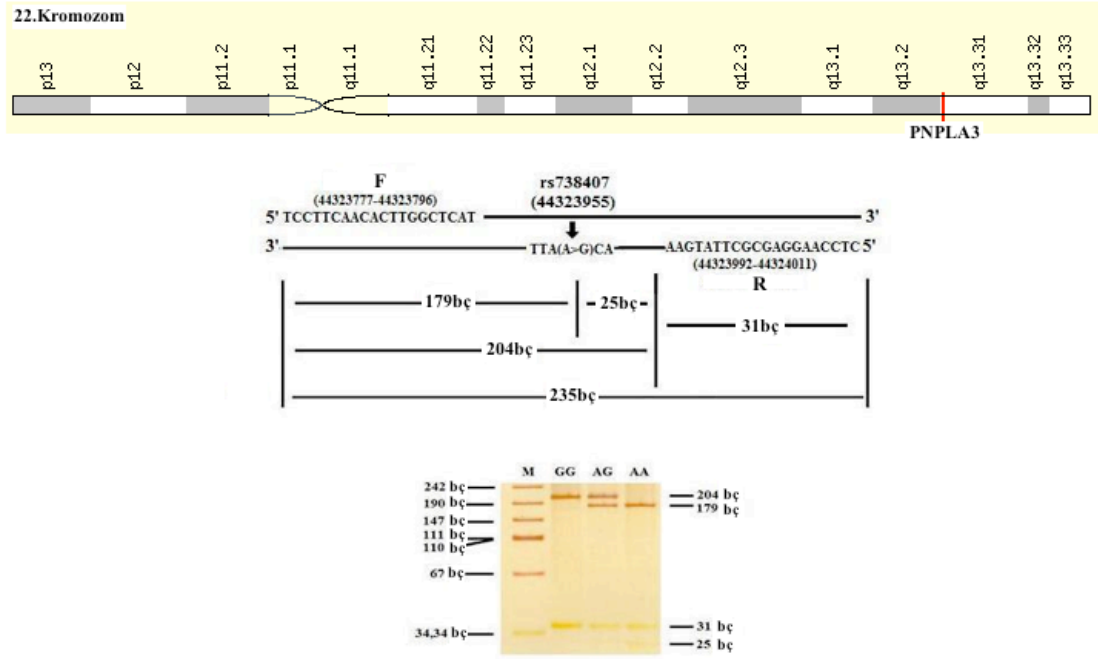 22.Kromozom
p13 p12 p11.2 p11.1 q11.1 q11.21 q11.22 q11.23 q12.1 q12.2 q12.3 q13.1 q13.2 q13.31 q13.32 q13.33
PNPLA3
F
(44323777-44323796)
rs738407
(44323955)
5' TCCTTCAACACTTGGCTCAT 3'
3' TTA(A>G)CA AAGTATTCGCGAGGAACCTC 5'
(44323992-44324011)
R
179bç 25bç
31bç
204bç
235bç
M GG AG AA
242 bç
190 bç
147 bç
111 bç
110 bç
67 bç
34,34 bç
204 bç
179 bç
31 bç
25 bç